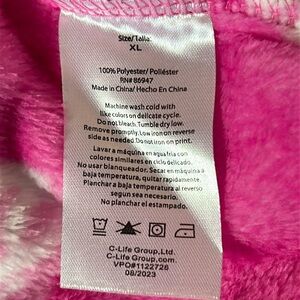 Size/Talla:
XL
100% Polyester/ Poliéster
RN# 86947
Made in China/ Hecho En China
Machine wash cold with
like colors on delicate cycle.
Do not bleach. Tumble dry low.
Remove promptly. Low iron on reverse
side as needed. Do not iron on print.
Lavar a máquina en agua fria con
colores similares en ciclo delicado.
No usar blanqueador. Secar en máquina a
baja temperatura, quitar rapidamente.
Planchar a baja temperatura al reverso
segun sea necesario.
No planchar el estampado.
C-Life Group, Ltd.
C-Life Group.com
VPO#1122728
08/2023